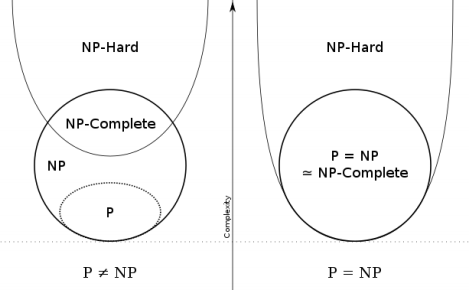 NP-Hard
NP-Complete
NP
P
P ≠ NP
Complexity
NP-Hard
P = NP
≃ NP-Complete
P = NP